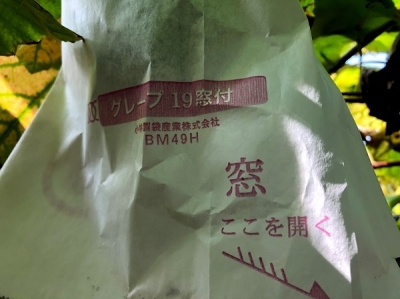 グレープ 19窓付
小林製袋産業株式会社
BM49H
窓
ここを開く